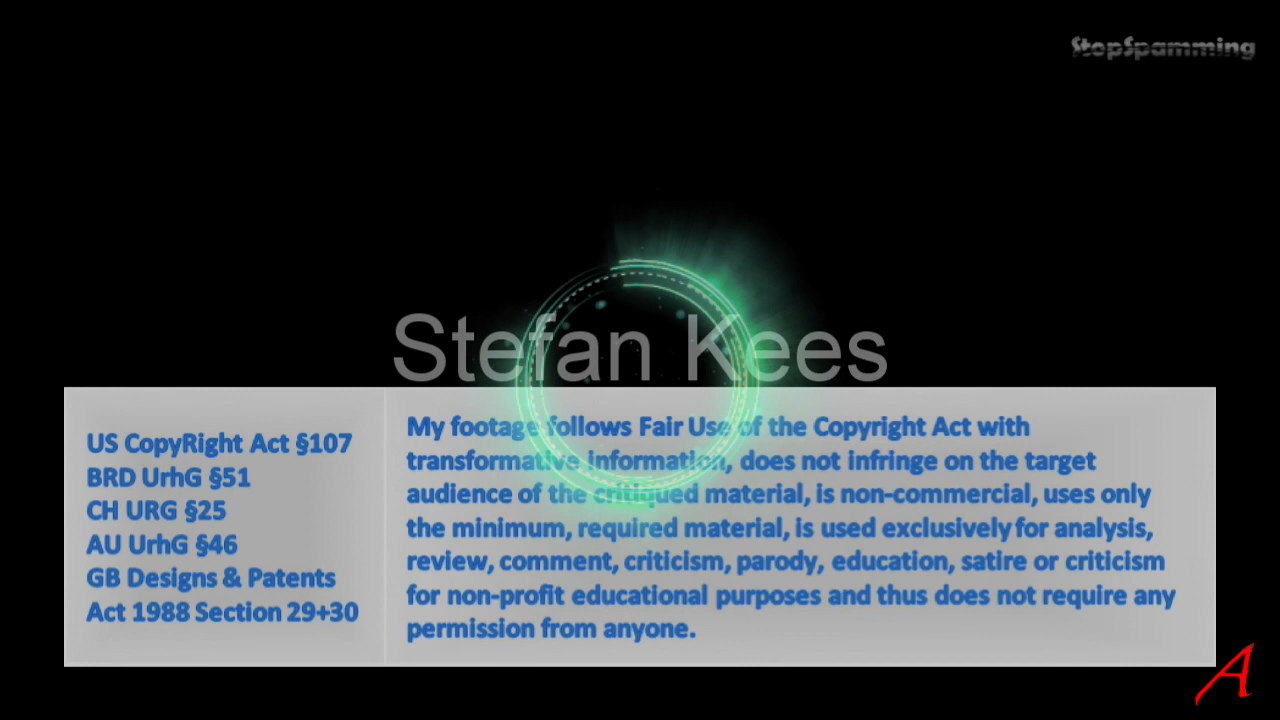 StopSpamming
Stefan Kees
US CopyRight Act §107
BRD UrhG §51
CH URG §25
AU UrhG §46
GB Designs & Patents
Act 1988 Section 29+30
My footage follows Fair Use of the Copyright Act with
transformative information, does not infringe on the target
audience of the critiqued material, is non-commercial, uses only
the minimum, required material, is used exclusively for analysis,
review, comment, criticism, parody, education, satire or criticism
for non-profit educational purposes and thus does not require any
permission from anyone.
A